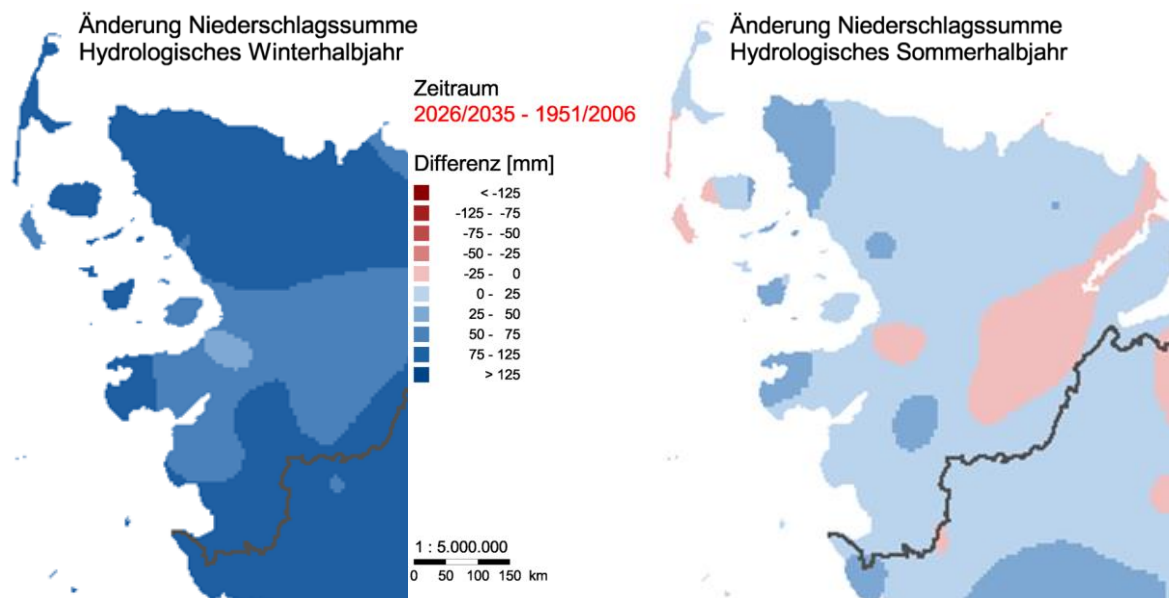 Änderung Niederschlagssumme
Hydrologisches Winterhalbjahr
Zeitraum
2026/2035 - 1951/2006
Differenz [mm]
< -125
-125 - -75
-75 - -50
-50 - -25
-25 - 0
0 - 25
25 - 50
50 - 75
75 - 125
> 125
1 : 5.000.000
0 50 100 150 km
Änderung Niederschlagssumme
Hydrologisches Sommerhalbjahr